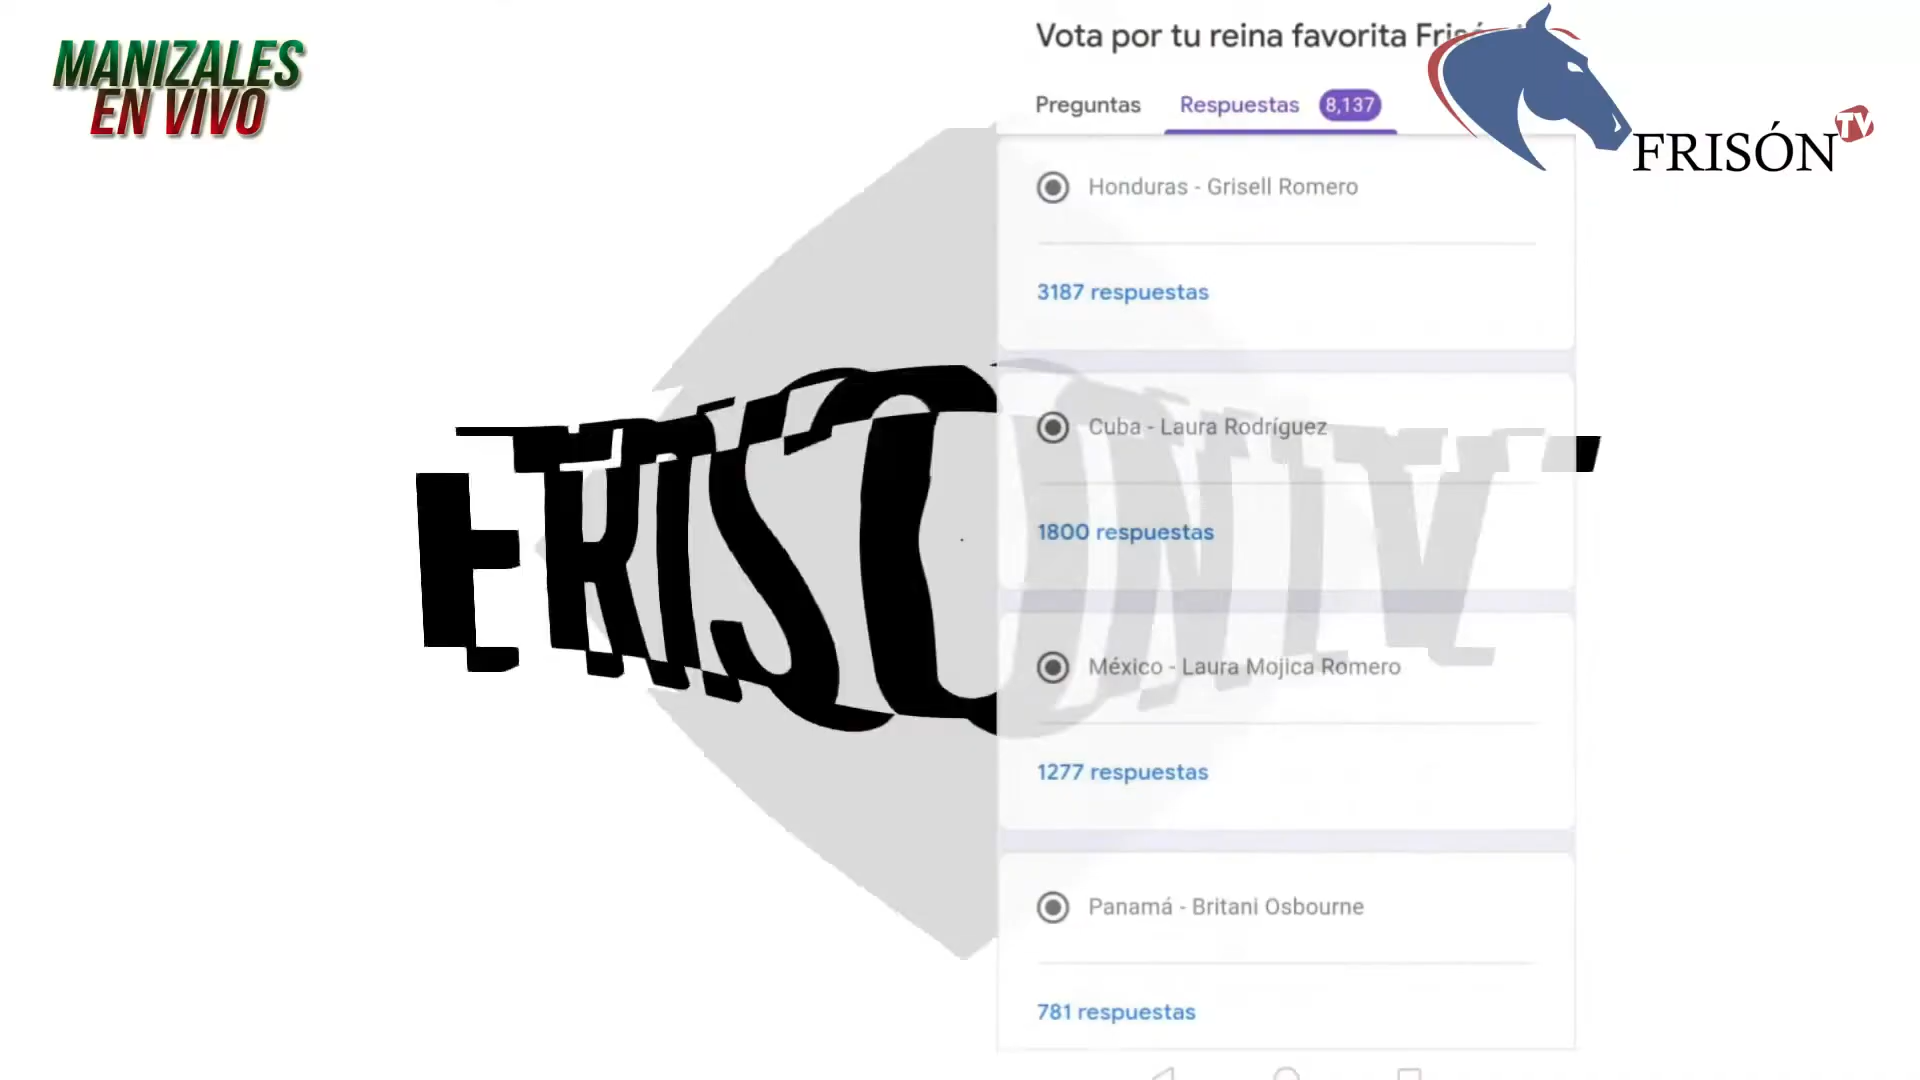 MANIZALES
EN VIVO
Vota por tu reina favorita
Preguntas Respuestas 8,137
FRISÓN TV
Honduras - Grisell Romero
3187 respuestas
Cuba - Laura Rodríguez
1800 respuestas
FRISONTV
México - Laura Mojica Romero
1277 respuestas
Panamá - Britani Osbourne
781 respuestas